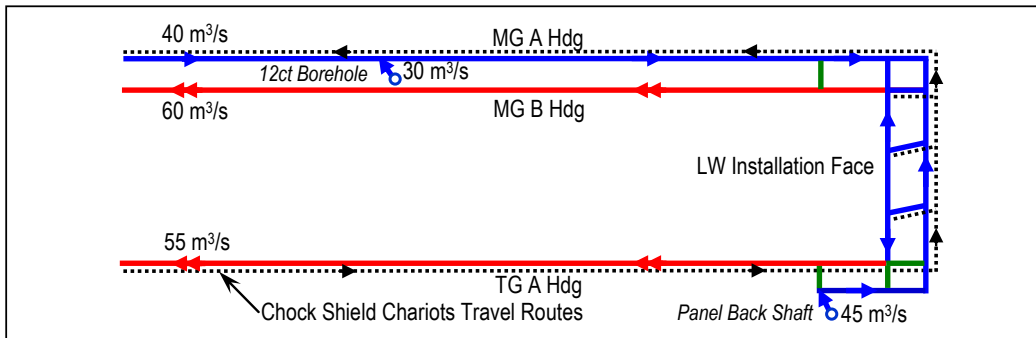 40 m³/s
MG A Hdg
12ct Borehole
30 m³/s
60 m³/s
MG B Hdg
LW Installation Face
55 m³/s
TG A Hdg
Chock Shield Chariots Travel Routes
Panel Back Shaft
45 m³/s